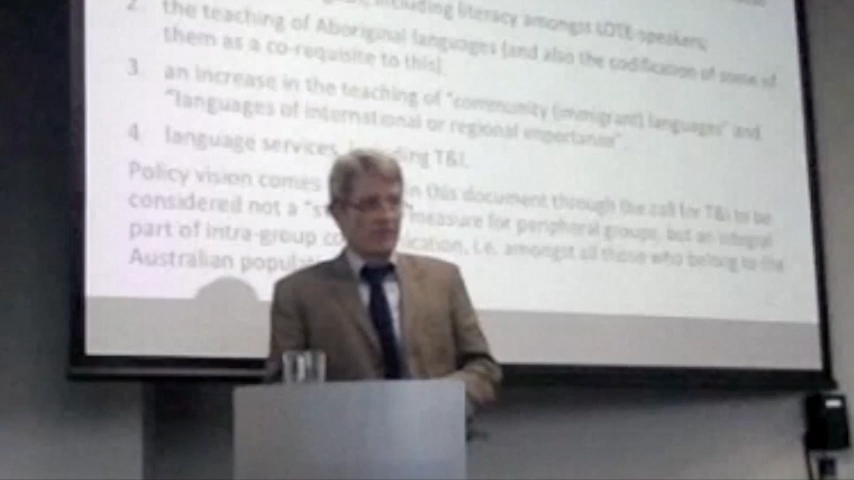 including literacy amongst LOTE-speakers;
2. the teaching of Aboriginal languages (and also the codification of some of
them as a co-requisite to this)
3 an increase in the teaching of "community (immigrant) languages" and
"languages of international or regional importance".
4 language services, T&I.
Policy vision comes in this document through the call for T&I to be
considered not a measure for peripheral groups, but an integral
part of intra-group i.e. amongst all those who belong to the
Australian